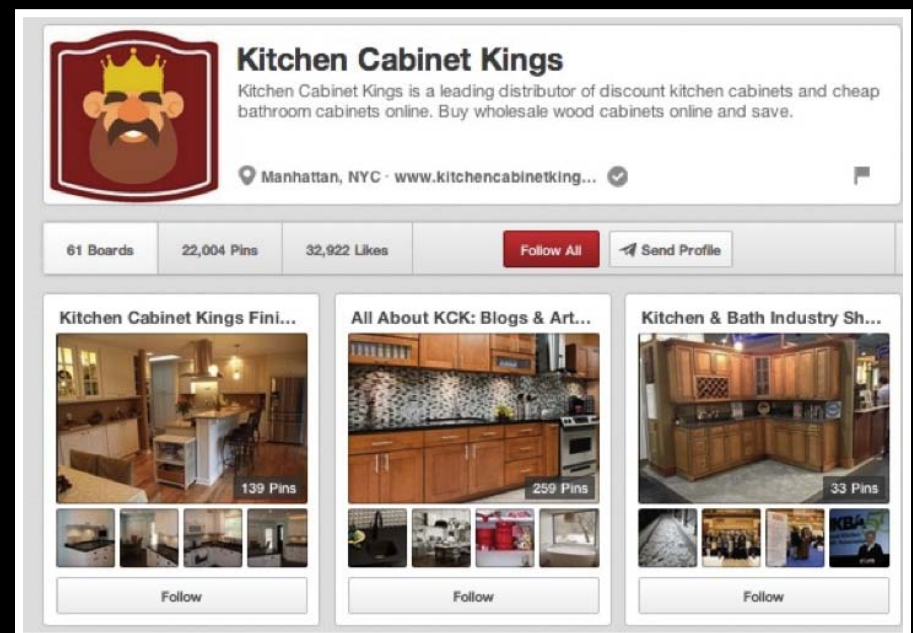 Kitchen Cabinet Kings
Kitchen Cabinet Kings is a leading distributor of discount kitchen cabinets and cheap
bathroom cabinets online. Buy wholesale wood cabinets online and save.
Manhattan, NYC · www.kitchencabinetking...
61 Boards 22,004 Pins 32,922 Likes Follow All Send Profile
Kitchen Cabinet Kings Fini... All About KCK: Blogs & Art... Kitchen & Bath Industry Sh...
139 Pins 259 Pins 33 Pins
KBA
Follow Follow Follow